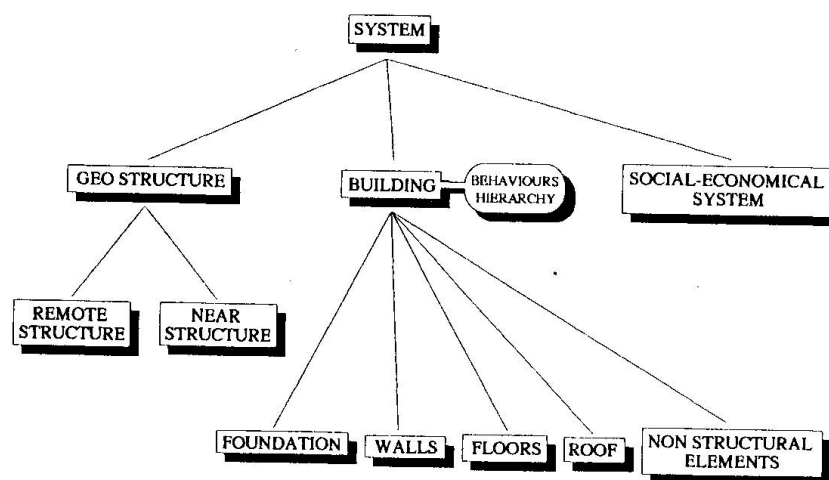 SYSTEM
GEO STRUCTURE
BUILDING
BEHAVIOURS
HIERARCHY
SOCIAL-ECONOMICAL
SYSTEM
REMOTE
STRUCTURE
NEAR
STRUCTURE
FOUNDATION
WALLS
FLOORS
ROOF
NON STRUCTURAL
ELEMENTS